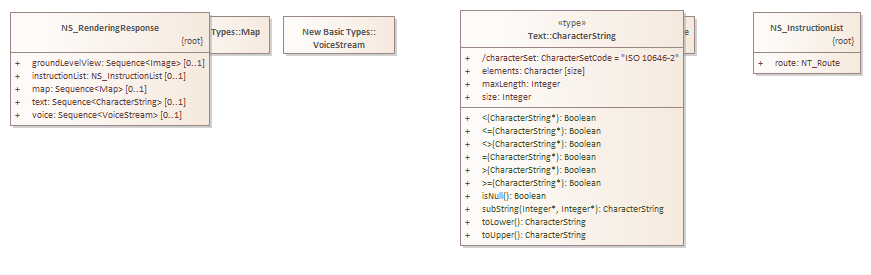 NS_RenderingResponse
{root}
+ groundLevelView: Sequence<Image> [0..1]
+ instructionList: NS_InstructionList [0..1]
+ map: Sequence<Map> [0..1]
+ text: Sequence<CharacterString> [0..1]
+ voice: Sequence<VoiceStream> [0..1]
Types::Map
New Basic Types::
VoiceStream
«type»
Text::CharacterString
+ /characterSet: CharacterSetCode = "ISO 10646-2"
+ elements: Character [size]
+ maxLength: Integer
+ size: Integer
+ <(CharacterString*): Boolean
+ <=(CharacterString*): Boolean
+ <>(CharacterString*): Boolean
+ =(CharacterString*): Boolean
+ >(CharacterString*): Boolean
+ >=(CharacterString*): Boolean
+ isNull(): Boolean
+ subString(Integer*, Integer*): CharacterString
+ toLower(): CharacterString
+ toUpper(): CharacterString
e
NS_InstructionList
{root}
+ route: NT_Route